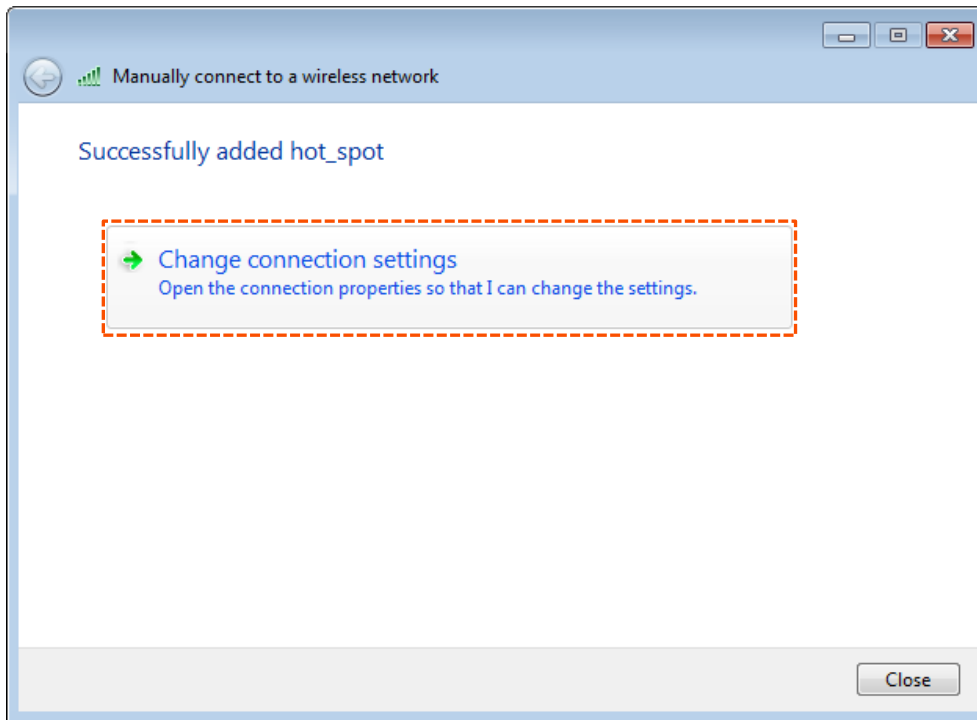 Manually connect to a wireless network
Successfully added hot_spot
Change connection settings
Open the connection properties so that I can change the settings.
Close